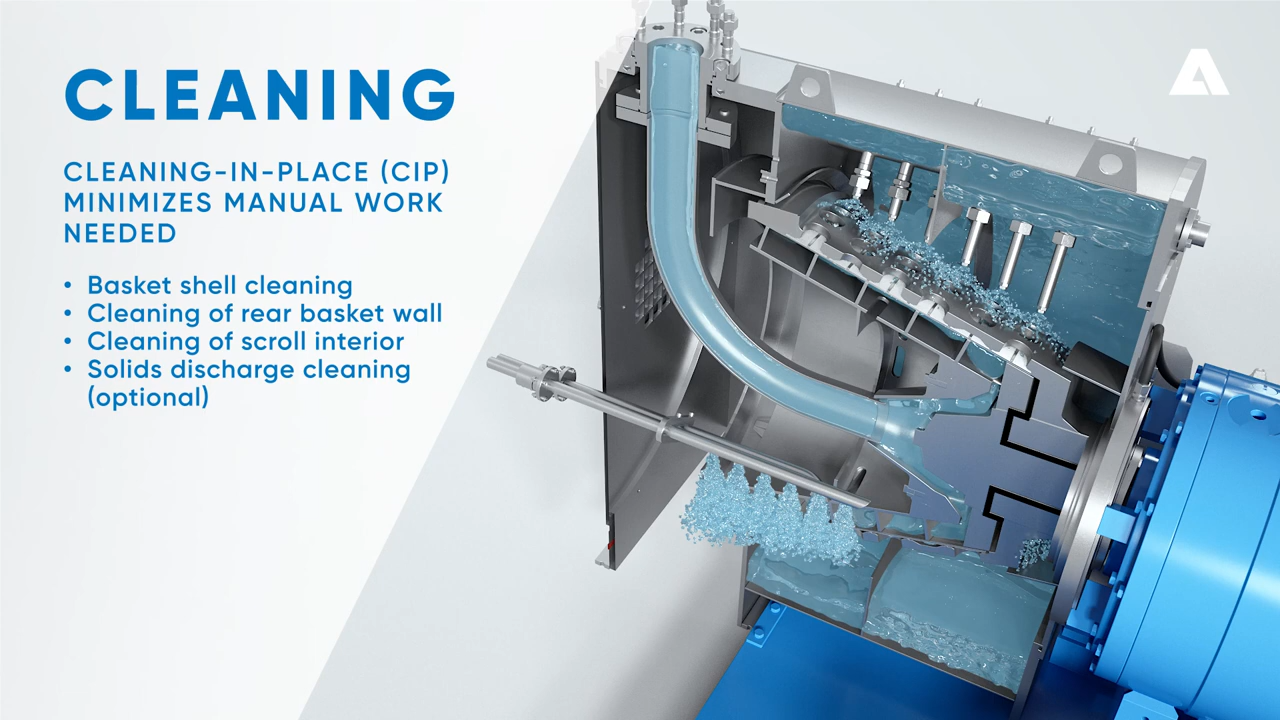 CLEANING
CLEANING-IN-PLACE (CIP)
MINIMIZES MANUAL WORK
NEEDED
• Basket shell cleaning
• Cleaning of rear basket wall
• Cleaning of scroll interior
• Solids discharge cleaning
(optional)